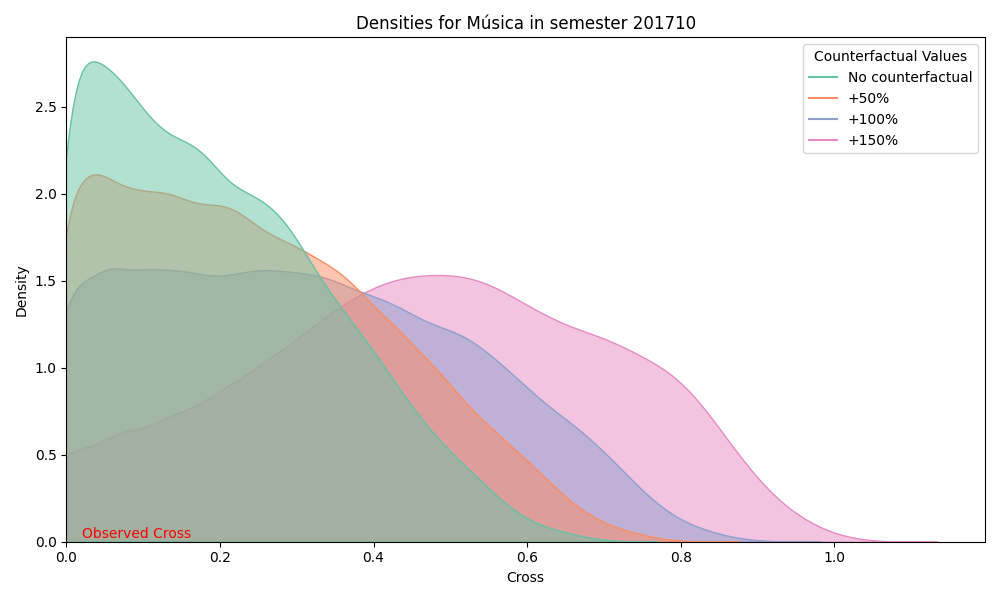 Densities for Música in semester 201710
Counterfactual Values
No counterfactual
+50%
+100%
+150%
Density
2.5
2.0
1.5
1.0
0.5
0.0
Observed Cross
0.0 0.2 0.4 0.6 0.8 1.0
Cross